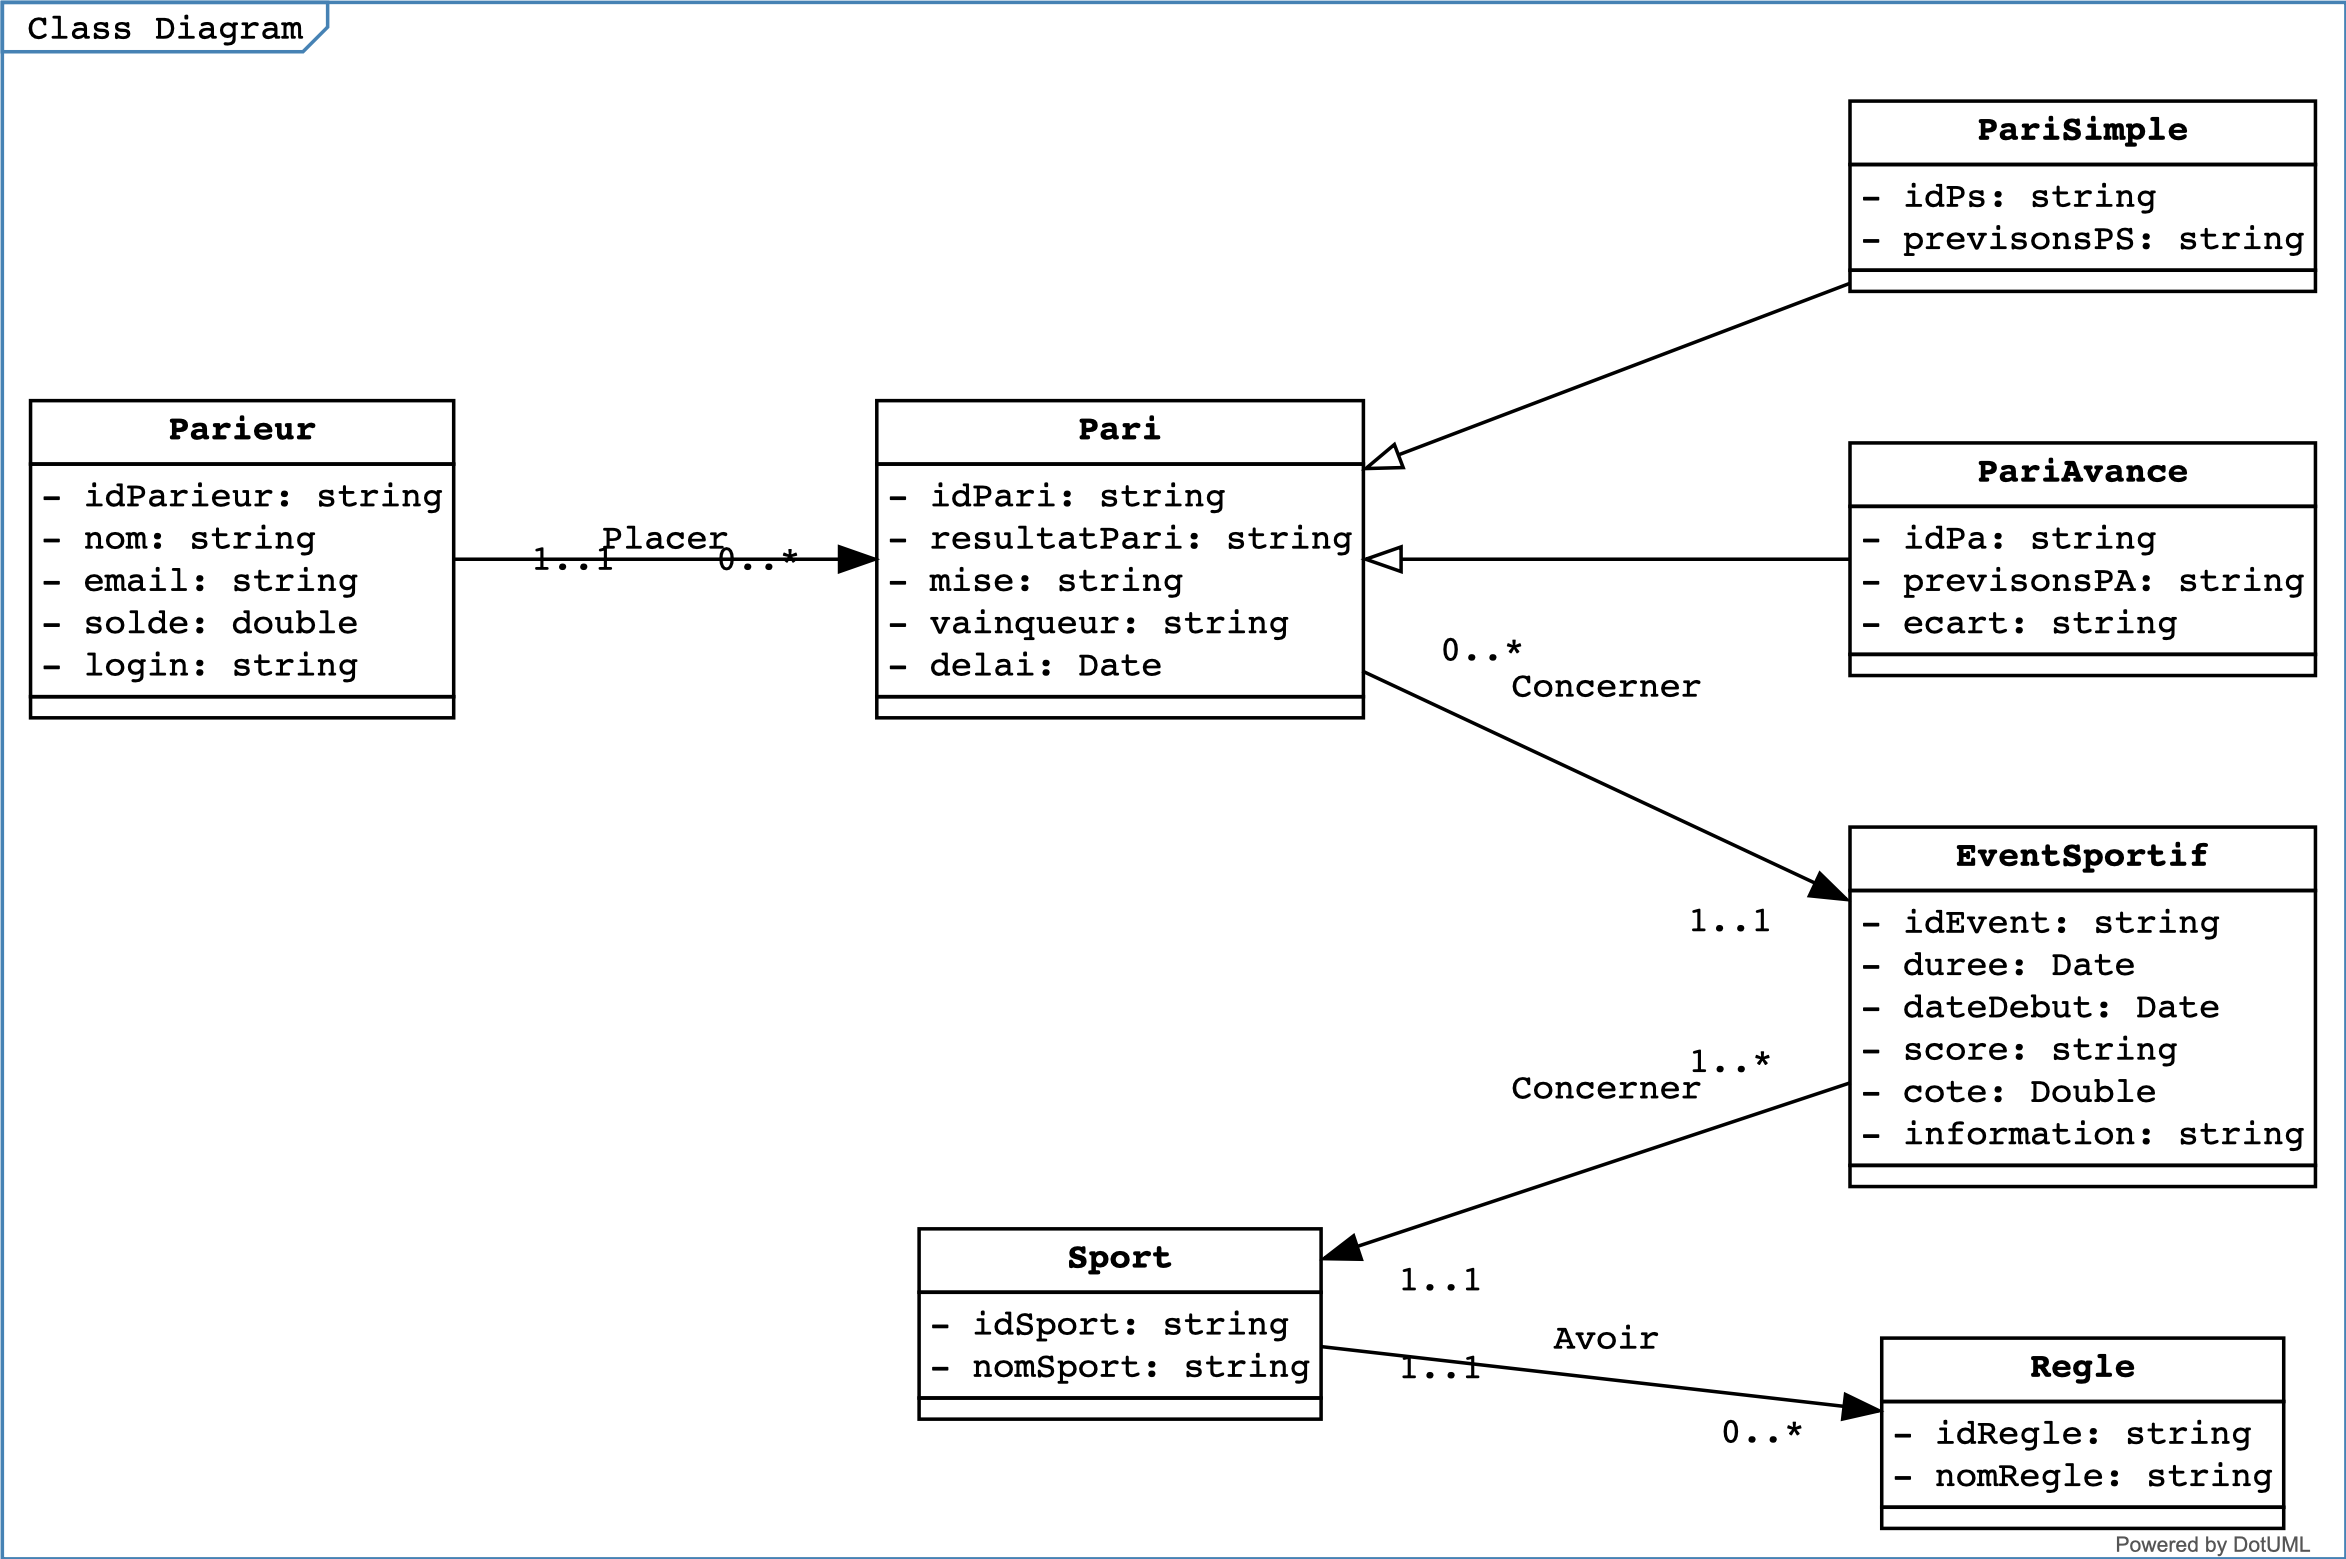 Class Diagram
PariSimple
- idPs: string
- previsonsPS: string
Parieur
- idParieur: string
- nom: string
- email: string
- solde: double
- login: string
Placer
1..1
0..*
Pari
- idPari: string
- resultatPari: string
- mise: string
- vainqueur: string
- delai: Date
PariAvance
- idPa: string
- previsonsPA: string
- ecart: string
0..*
Concerner
1..1
EventSportif
- idEvent: string
- duree: Date
- dateDebut: Date
- score: string
- cote: Double
- information: string
1..*
Concerner
1..1
Sport
- idSport: string
- nomSport: string
Avoir
1..1
0..*
Regle
- idRegle: string
- nomRegle: string
Powered by DotUML